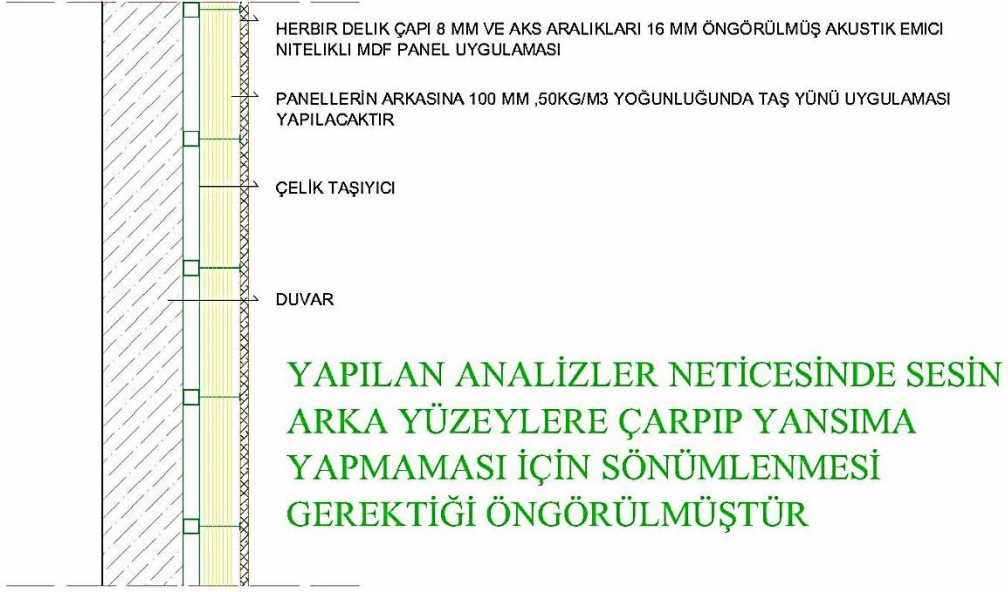 HERBIR DELIK ÇAPI 8 MM VE AKS ARALIKLARI 16 MM ÖNGÖRÜLMÜŞ AKUSTIK EMICI
NITELIKLI MDF PANEL UYGULAMASI
PANELLERİN ARKASINA 100 MM ,50KG/M3 YOĞUNLUĞUNDA TAŞ YÜNÜ UYGULAMASI
YAPILACAKTIR
ÇELİK TAŞIYICI
DUVAR
YAPILAN ANALİZLER NETİCESİNDE SESİN
ARKA YÜZEYLERE ÇARPIP YANSIMA
YAPMAMASI İÇİN SÖNÜMLENMESİ
GEREKTİĞİ ÖNGÖRÜLMÜŞTÜR